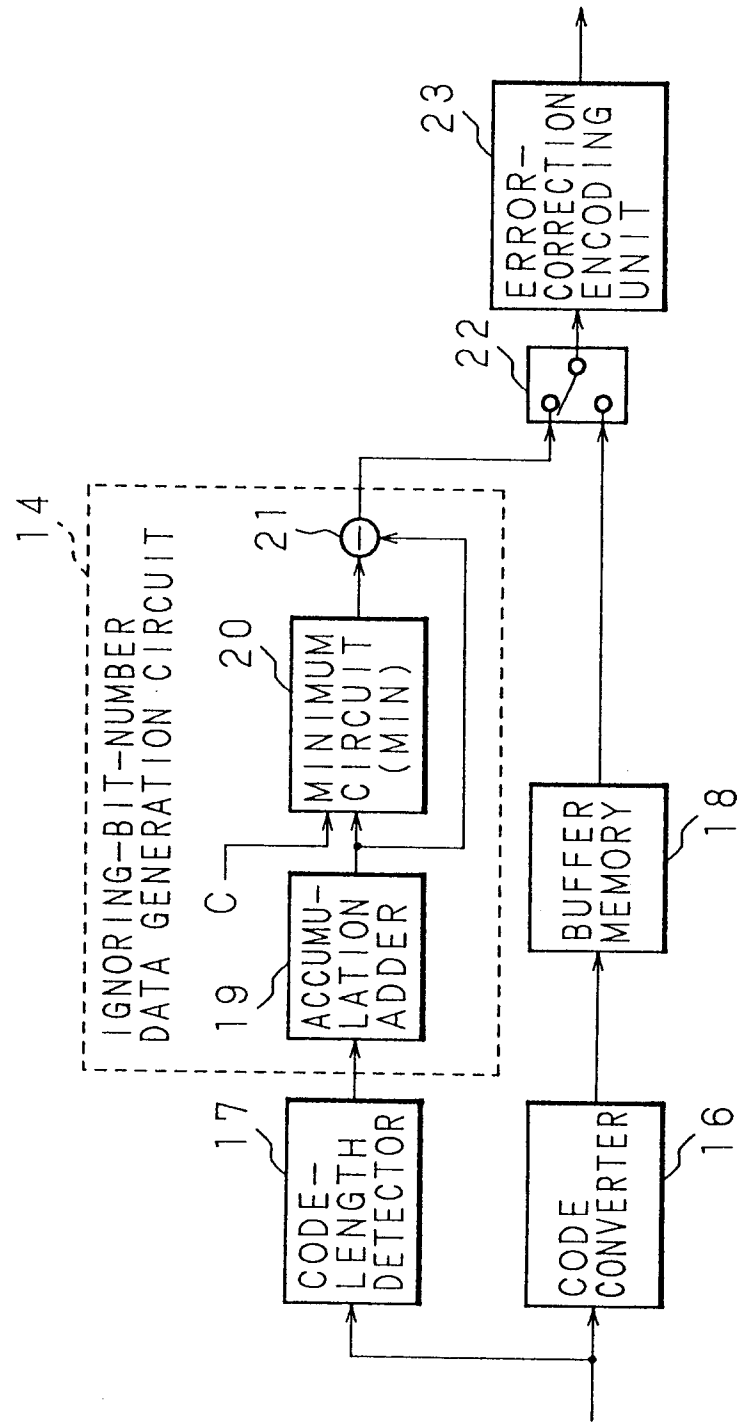 14
IGNORING-BIT-NUMBER
DATA GENERATION CIRCUIT
17
CODE-
LENGTH
DETECTOR
19
ACCUMU-
LATION
ADDER
C
20
MINIMUM
CIRCUIT
(MIN)
21
−
22
23
ERROR-
CORRECTION
ENCODING
UNIT
CODE
CONVERTER
16
BUFFER
MEMORY
18